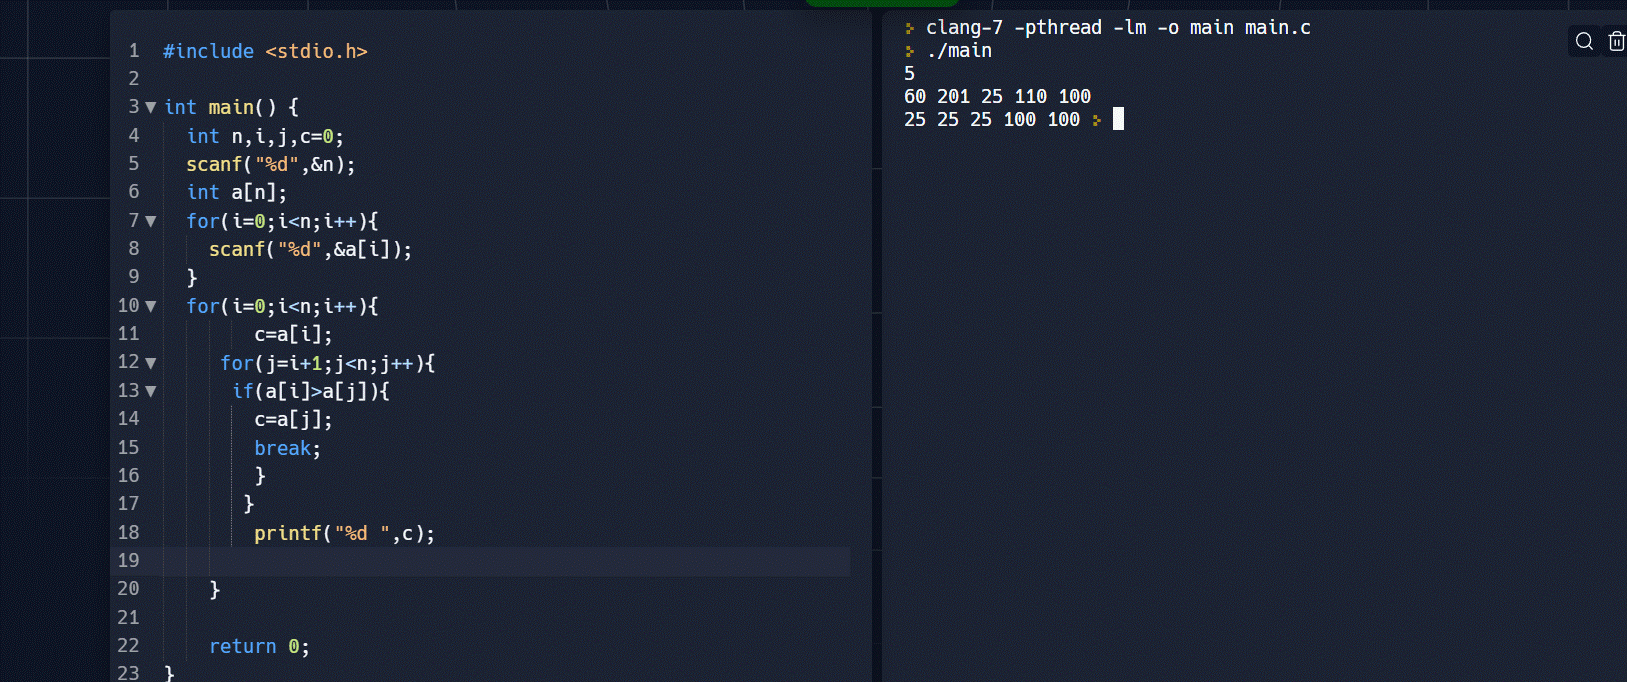 1 #include <stdio.h>
2
3 int main() {
4 int n,i,j,c=0;
5 scanf("%d",&n);
6 int a[n];
7 for(i=0;i<n;i++){
8 scanf("%d",&a[i]);
9 }
10 for(i=0;i<n;i++){
11 c=a[i];
12 for(j=i+1;j<n;j++){
13 if(a[i]>a[j]){
14 c=a[j];
15 break;
16 }
17 }
18 printf("%d ",c);
19
20 }
21
22 return 0;
23 }
clang-7 -pthread -lm -o main main.c
./main
5
60 201 25 110 100
25 25 25 100 100